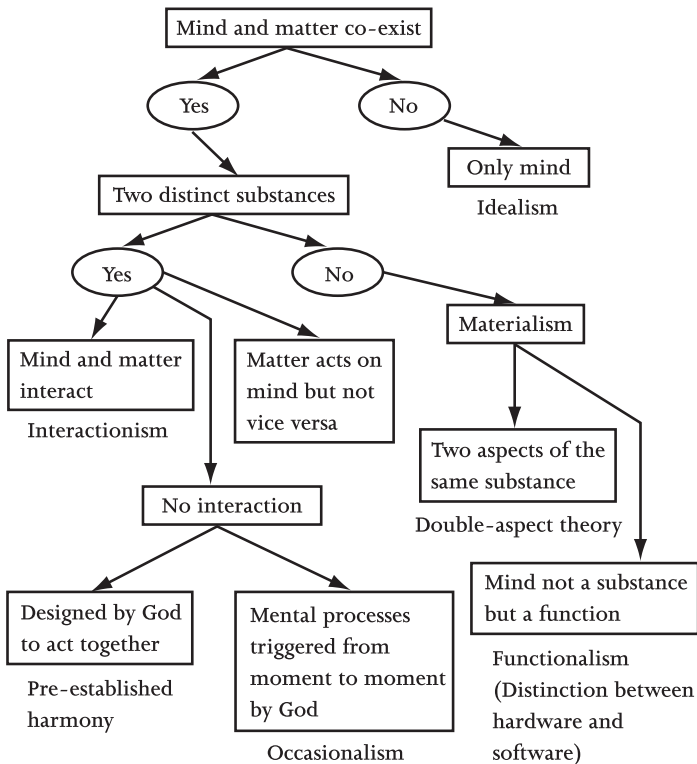 Mind and matter co-exist
Yes
No
Only mind
Idealism
Two distinct substances
Yes
No
Materialism
Mind and matter
interact
Interactionism
Matter acts on
mind but not
vice versa
Two aspects of the
same substance
Double-aspect theory
No interaction
Mind not a substance
but a function
Functionalism
(Distinction between
hardware and
software)
Designed by God
to act together
Pre-established
harmony
Mental processes
triggered from
moment to moment
by God
Occasionalism